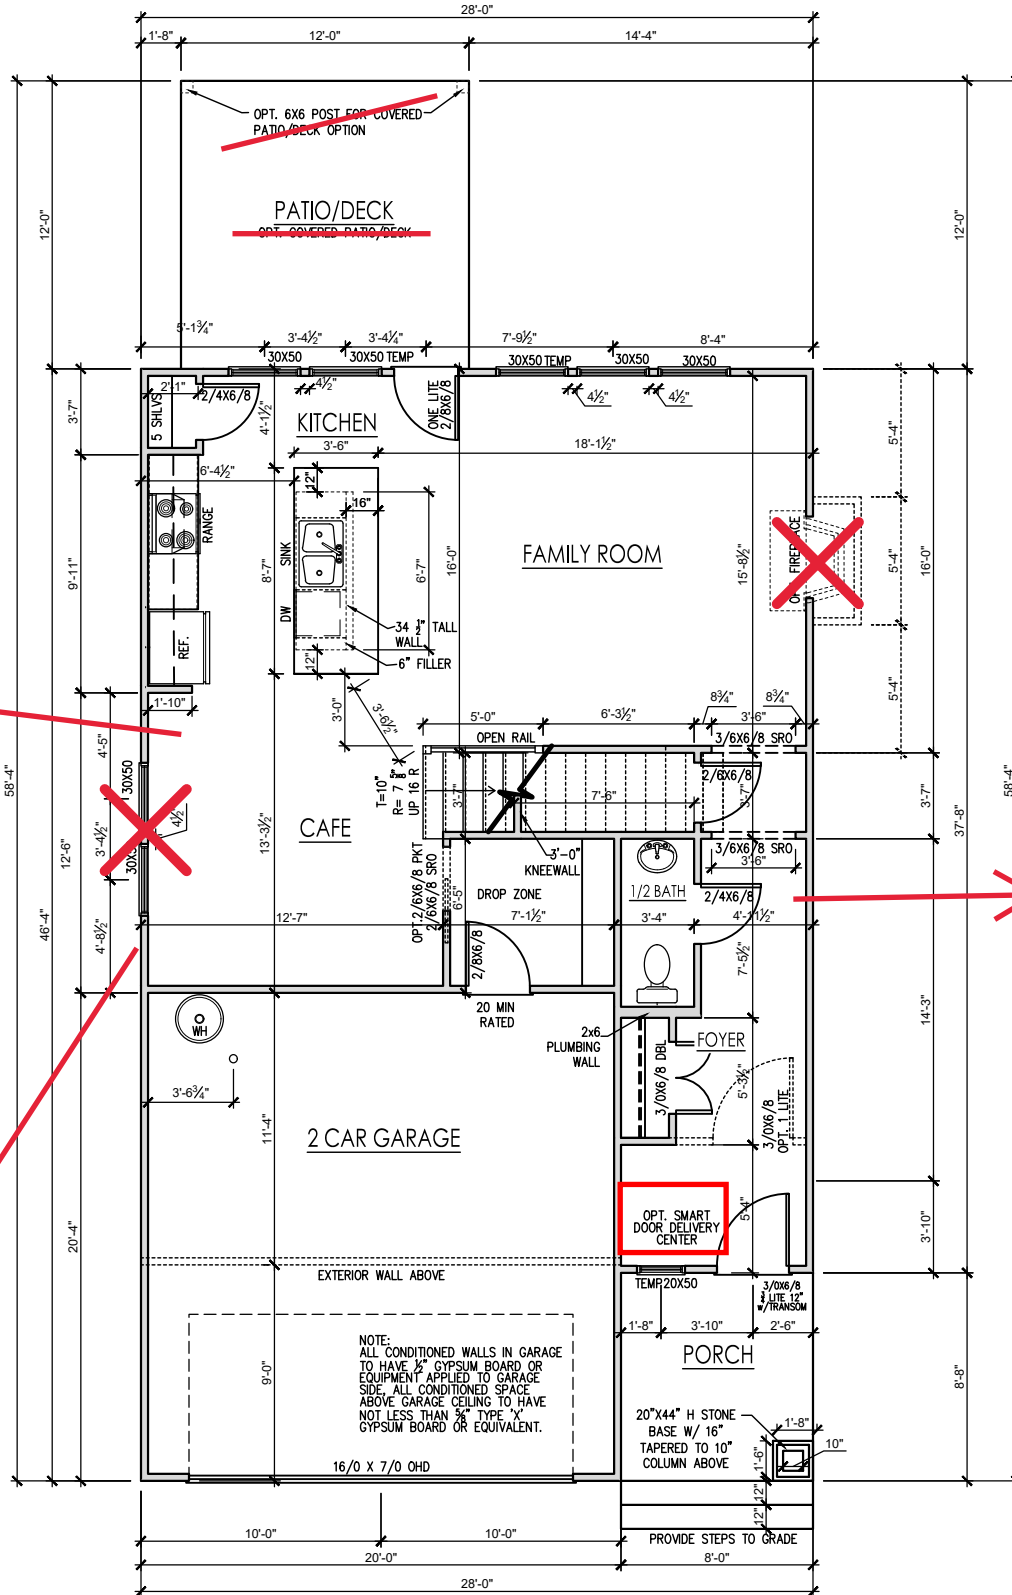 28'-0"
1'-8" 12'-0" 14'-4"
OPT. 6X6 POST FOR COVERED
PATIO/DECK OPTION
12'-0"
12'-0"
PATIO/DECK
OPT. COVERED PATIO/DECK
5'-1¾" 3'-4½" 3'-4¼" 7'-9½" 8'-4"
30X50 30X50 TEMP 30X50 TEMP 30X50 30X50
2'-1" 2/4X6/8 4½" 4½" 4½"
5 SHLVS
3'-7"
4'-1½"
KITCHEN
ONE LITE
2/8X6/8
3'-6" 18'-1½"
5'-4"
6'-4½" 12" 16"
RANGE
SINK
DW
REF.
9'-11"
8'-7"
6'-7"
16'-0"
FAMILY ROOM
15'-8½"
5'-4"
16'-0"
34 ½" TALL
WALL
6" FILLER
12"
1'-10"
3'-0"
3'-6½"
5'-4"
5'-0" 6'-3½" 8¾" 3'-6" 8¾"
OPEN RAIL 3/6X6/8 SRO
58'-4"
58'-4"
4'-5"
30X50
T=10"
R= 7 ⅝"
UP 16 R
3'-7"
7'-6"
2/6X6/8
3'-7"
3'-7"
37'-8"
3'-4½"
4½
12'-6"
13'-3½"
CAFE
3'-0"
KNEEWALL
3/6X6/8 SRO
3'-6"
46'-4"
OPT.2/6X6/8 PKT
2/6X6/8 SRO
6'-5"
DROP ZONE
1/2 BATH
2/4X6/8
12'-7" 7'-1½" 3'-4" 4'-11½"
4'-8½"
2/8X6/8
7'-5½"
20 MIN
RATED
WH
2x6
PLUMBING
WALL
FOYER
14'-3"
3'-6¾"
3/0X6/8 DBL
5'-3½"
3/0X6/8
OPT. 1 LITE
11'-4"
2 CAR GARAGE
20'-4"
OPT. SMART
DOOR DELIVERY
CENTER
5'-4"
3'-10"
EXTERIOR WALL ABOVE
TEMP.20X50
3/0X6/8
¾ LITE 12"
w/TRANSOM
1'-8" 3'-10" 2'-6"
NOTE:
ALL CONDITIONED WALLS IN GARAGE
TO HAVE ½" GYPSUM BOARD OR
EQUIPMENT APPLIED TO GARAGE
SIDE, ALL CONDITIONED SPACE
ABOVE GARAGE CEILING TO HAVE
NOT LESS THAN ⅝" TYPE 'X'
GYPSUM BOARD OR EQUIVALENT.
9'-0"
PORCH
8'-8"
20"X44" H STONE
BASE W/ 16"
TAPERED TO 10"
COLUMN ABOVE
1'-8"
10"
1'-6"
12"
12"
16/0 X 7/0 OHD
PROVIDE STEPS TO GRADE
10'-0" 10'-0"
20'-0" 8'-0"
28'-0"